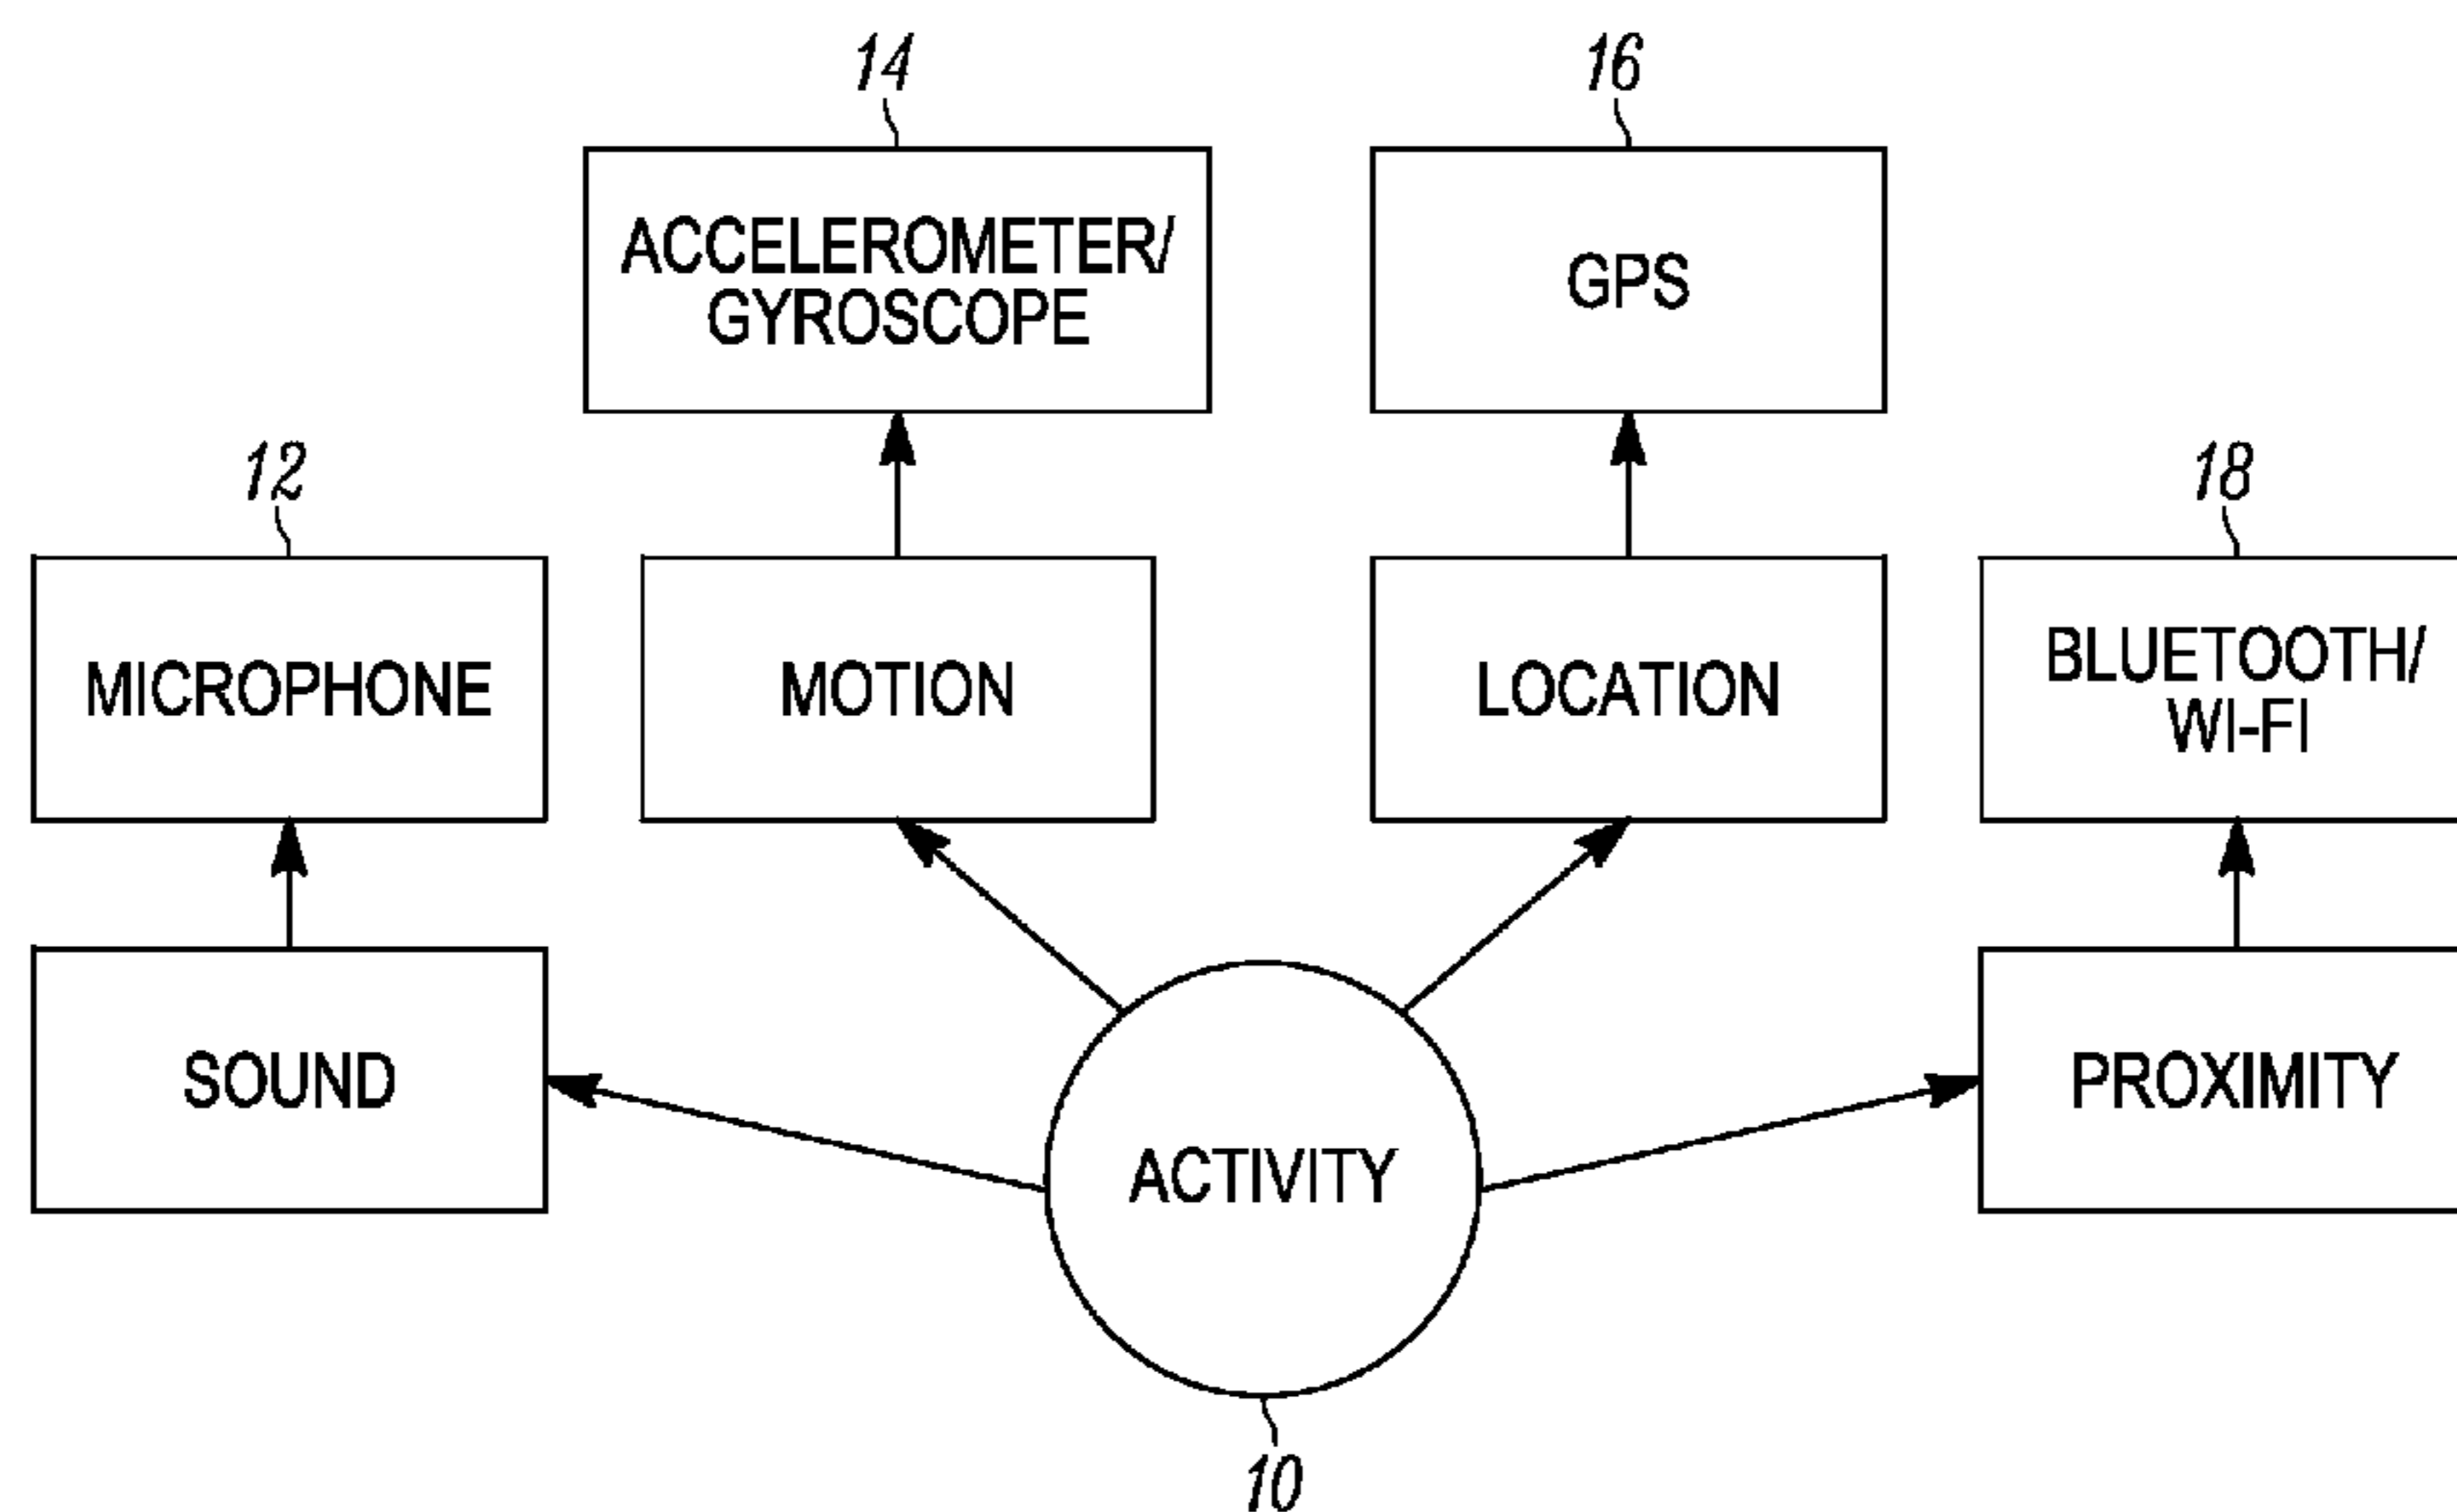 14
16
ACCELEROMETER/
GYROSCOPE
GPS
12
18
MICROPHONE
MOTION
LOCATION
BLUETOOTH/
WI-FI
SOUND
ACTIVITY
PROXIMITY
10